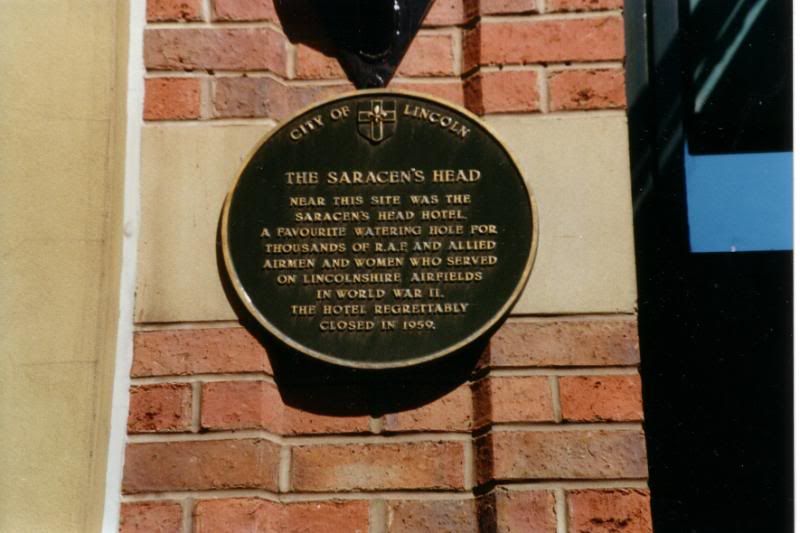 CITY OF LINCOLN
THE SARACEN'S HEAD
NEAR THIS SITE WAS THE
SARACEN'S HEAD HOTEL.
A FAVOURITE WATERING HOLE FOR
THOUSANDS OF R.A.F. AND ALLIED
AIRMEN AND WOMEN WHO SERVED
ON LINCOLNSHIRE AIRFIELDS
IN WORLD WAR II.
THE HOTEL REGRETTABLY
CLOSED IN 1959.